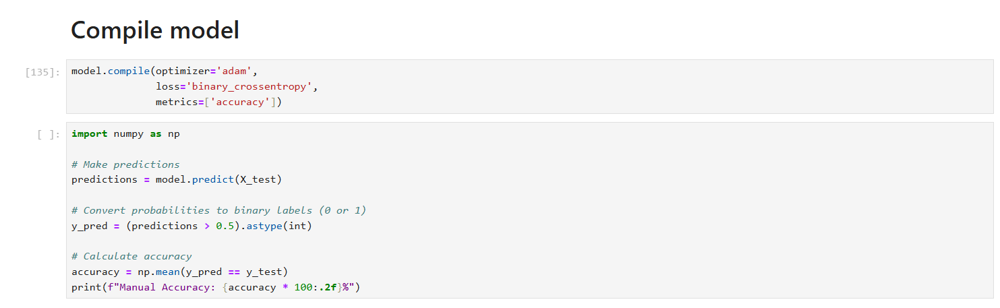 Compile model
[135]: model.compile(optimizer='adam',
              loss='binary_crossentropy',
              metrics=['accuracy'])
[ ]: import numpy as np
# Make predictions
predictions = model.predict(X_test)
# Convert probabilities to binary labels (0 or 1)
y_pred = (predictions > 0.5).astype(int)
# Calculate accuracy
accuracy = np.mean(y_pred == y_test)
print(f"Manual Accuracy: {accuracy * 100:.2f}%")